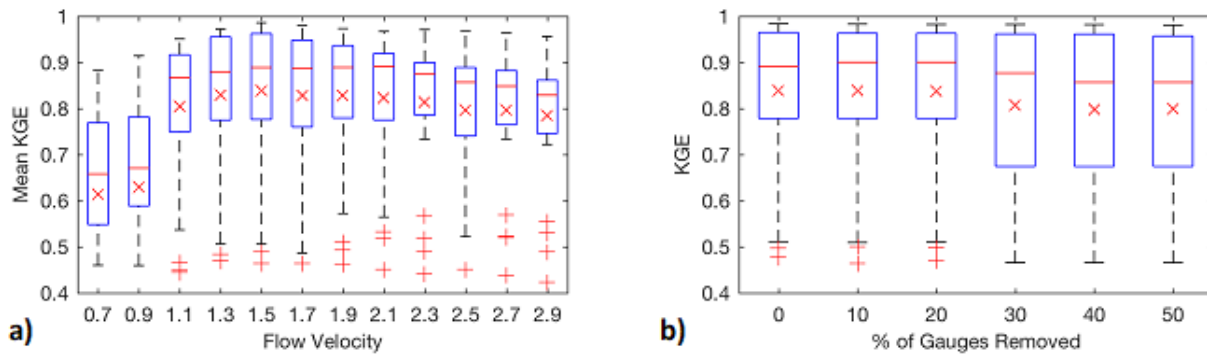 1
0.9
0.8
0.7
0.6
0.5
0.4
Mean KGE
0.7 0.9 1.1 1.3 1.5 1.7 1.9 2.1 2.3 2.5 2.7 2.9
Flow Velocity
a)
1
0.9
0.8
0.7
0.6
0.5
0.4
KGE
0 10 20 30 40 50
% of Gauges Removed
b)